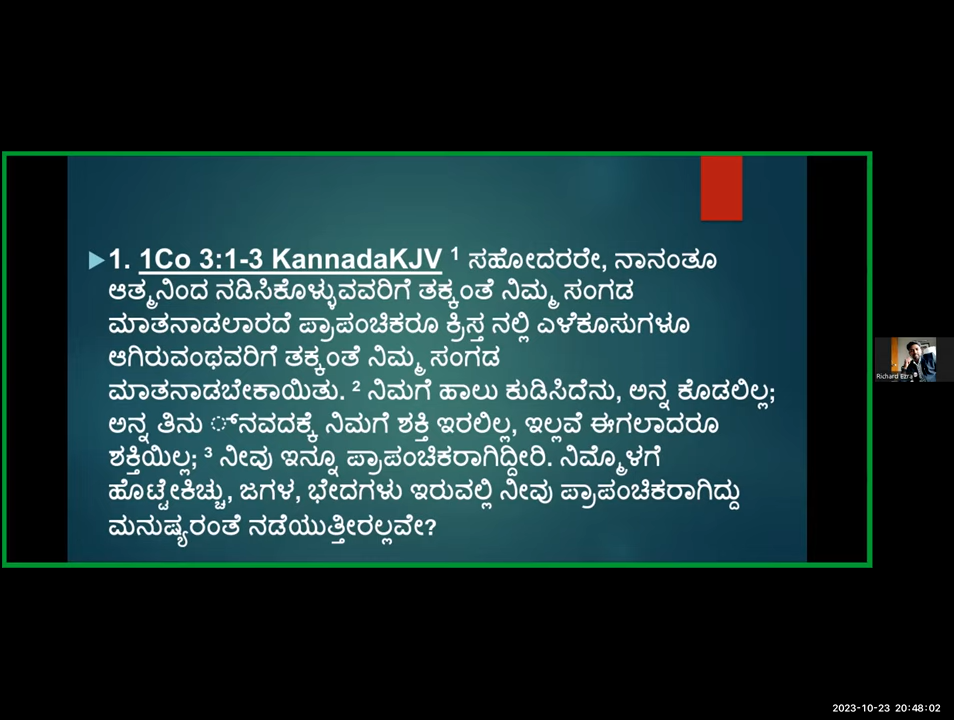 1. 1Co 3:1-3 KannadaKJV ¹ ಸಹೋದರರೇ, ನಾನಂತೂ
ಆತ್ಮನಿಂದ ನಡಿಸಿಕೊಳ್ಳುವವರಿಗೆ ತಕ್ಕಂತೆ ನಿಮ್ಮ ಸಂಗಡ
ಮಾತನಾಡಲಾರದೆ ಪ್ರಾಪಂಚಿಕರೂ ಕ್ರಿಸ್ತ ನಲ್ಲಿ ಎಳೆಕೂಸುಗಳೂ
ಆಗಿರುವಂಥವರಿಗೆ ತಕ್ಕಂತೆ ನಿಮ್ಮ ಸಂಗಡ
ಮಾತನಾಡಬೇಕಾಯಿತು. ² ನಿಮಗೆ ಹಾಲು ಕುಡಿಸಿದೆನು, ಅನ್ನ ಕೊಡಲಿಲ್ಲ;
ಅನ್ನ ತಿನು ್ನವದಕ್ಕೆ ನಿಮಗೆ ಶಕ್ತಿ ಇರಲಿಲ್ಲ, ಇಲ್ಲವೆ ಈಗಲಾದರೂ
ಶಕ್ತಿಯಿಲ್ಲ; ³ ನೀವು ಇನ್ನೂ ಪ್ರಾಪಂಚಿಕರಾಗಿದ್ದೀರಿ. ನಿಮ್ಮೊಳಗೆ
ಹೊಟ್ಟೇಕಿಚ್ಚು, ಜಗಳ, ಭೇದಗಳು ಇರುವಲ್ಲಿ ನೀವು ಪ್ರಾಪಂಚಿಕರಾಗಿದ್ದು
ಮನುಷ್ಯರಂತೆ ನಡೆಯುತ್ತೀರಲ್ಲವೇ?
Richard Ezra
2023-10-23 20:48:02